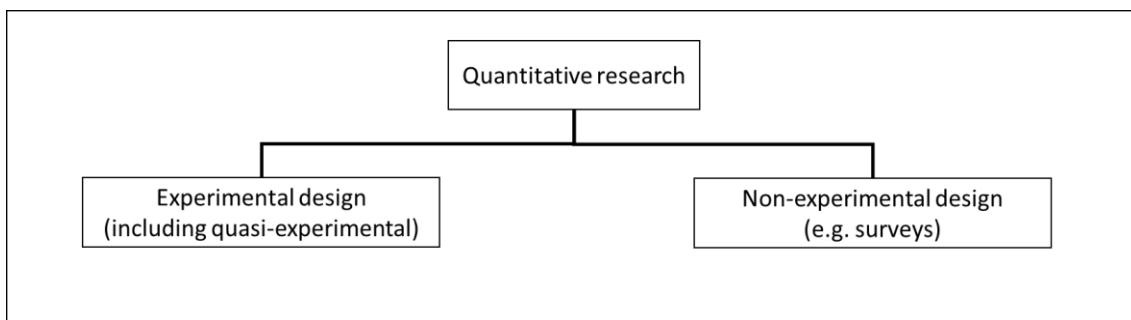 Quantitative research
Experimental design
(including quasi-experimental)
Non-experimental design
(e.g. surveys)